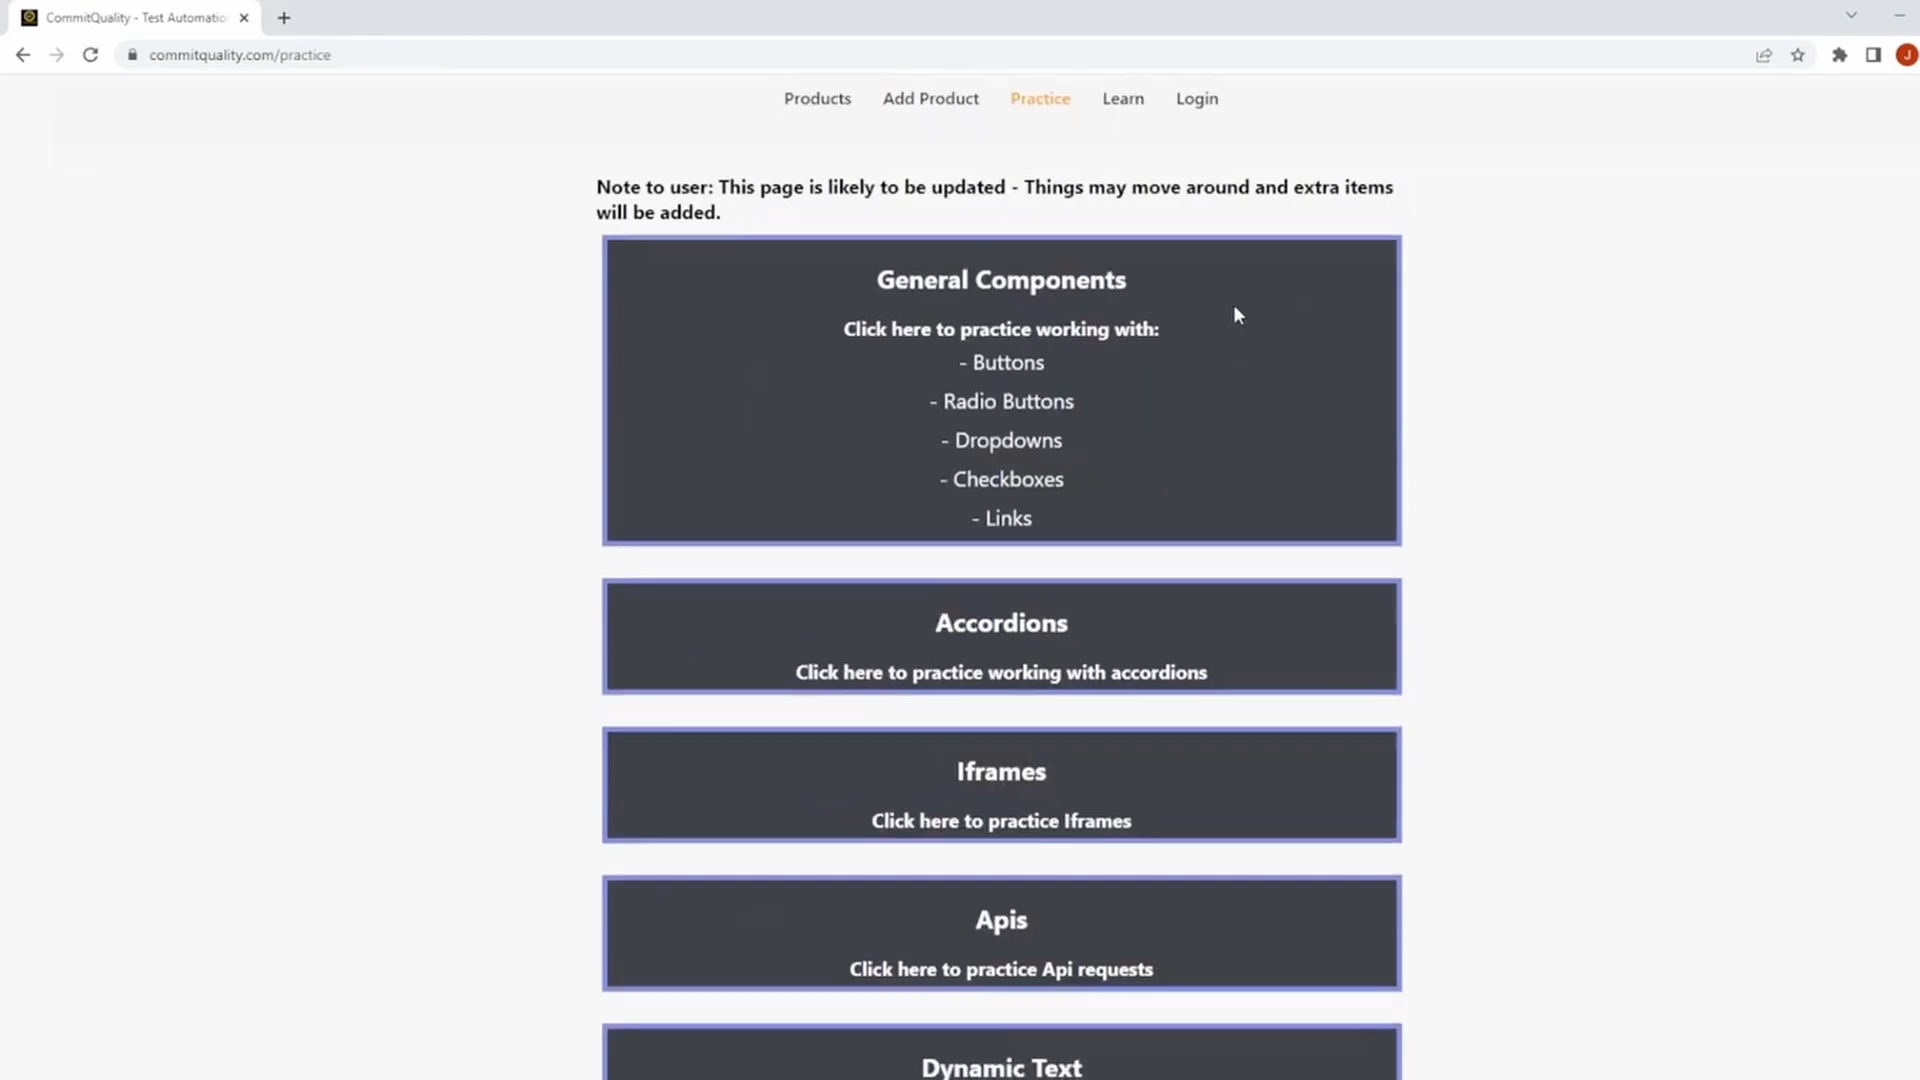 CommitQuality - Test Automatio
commitquality.com/practice
J
Products Add Product Practice Learn Login
Note to user: This page is likely to be updated - Things may move around and extra items
will be added.
General Components
Click here to practice working with:
- Buttons
- Radio Buttons
- Dropdowns
- Checkboxes
- Links
Accordions
Click here to practice working with accordions
Iframes
Click here to practice Iframes
Apis
Click here to practice Api requests
Dynamic Text